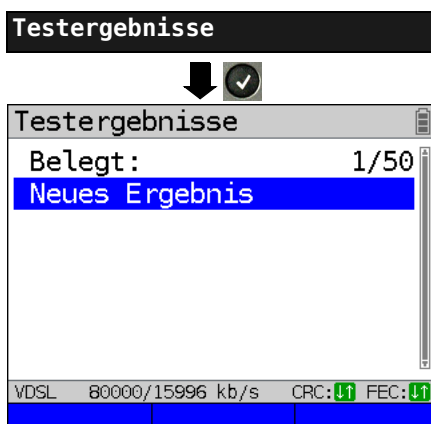 Testergebnisse
Testergebnisse
Belegt: 1/50
Neues Ergebnis
VDSL 80000/15996 kb/s CRC:↓↑ FEC:↓↑